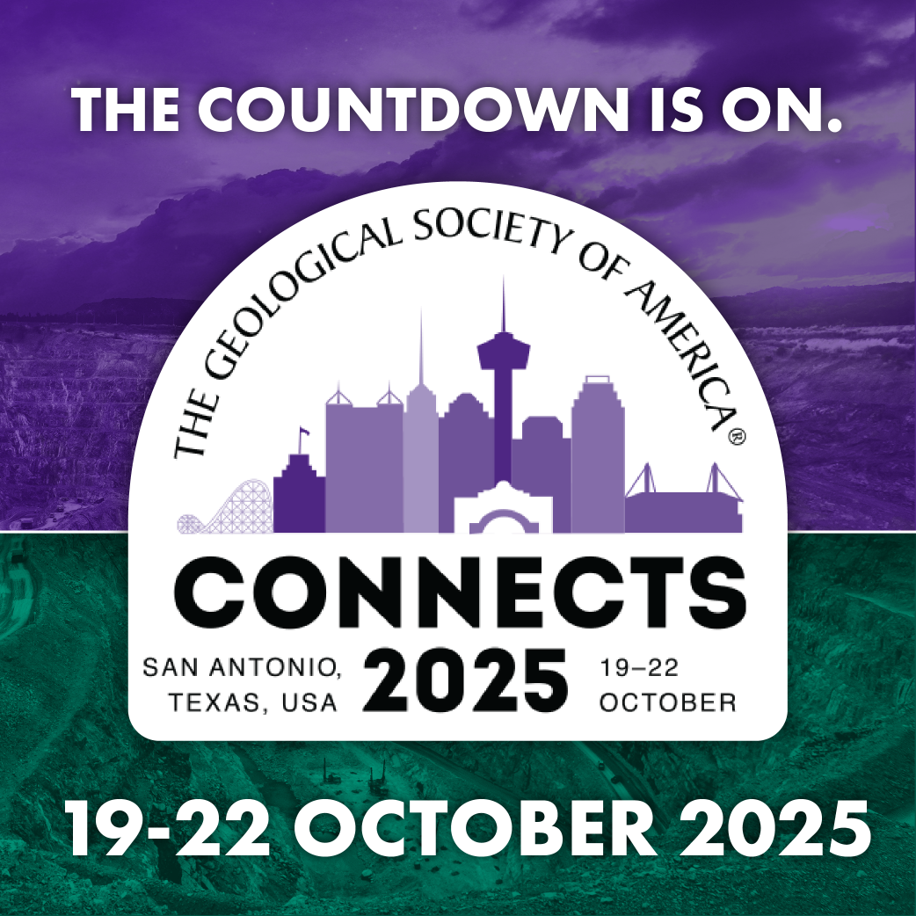 THE COUNTDOWN IS ON.
THE GEOLOGICAL SOCIETY OF AMERICA®
CONNECTS
SAN ANTONIO,
TEXAS, USA
2025
19–22
OCTOBER
19-22 OCTOBER 2025